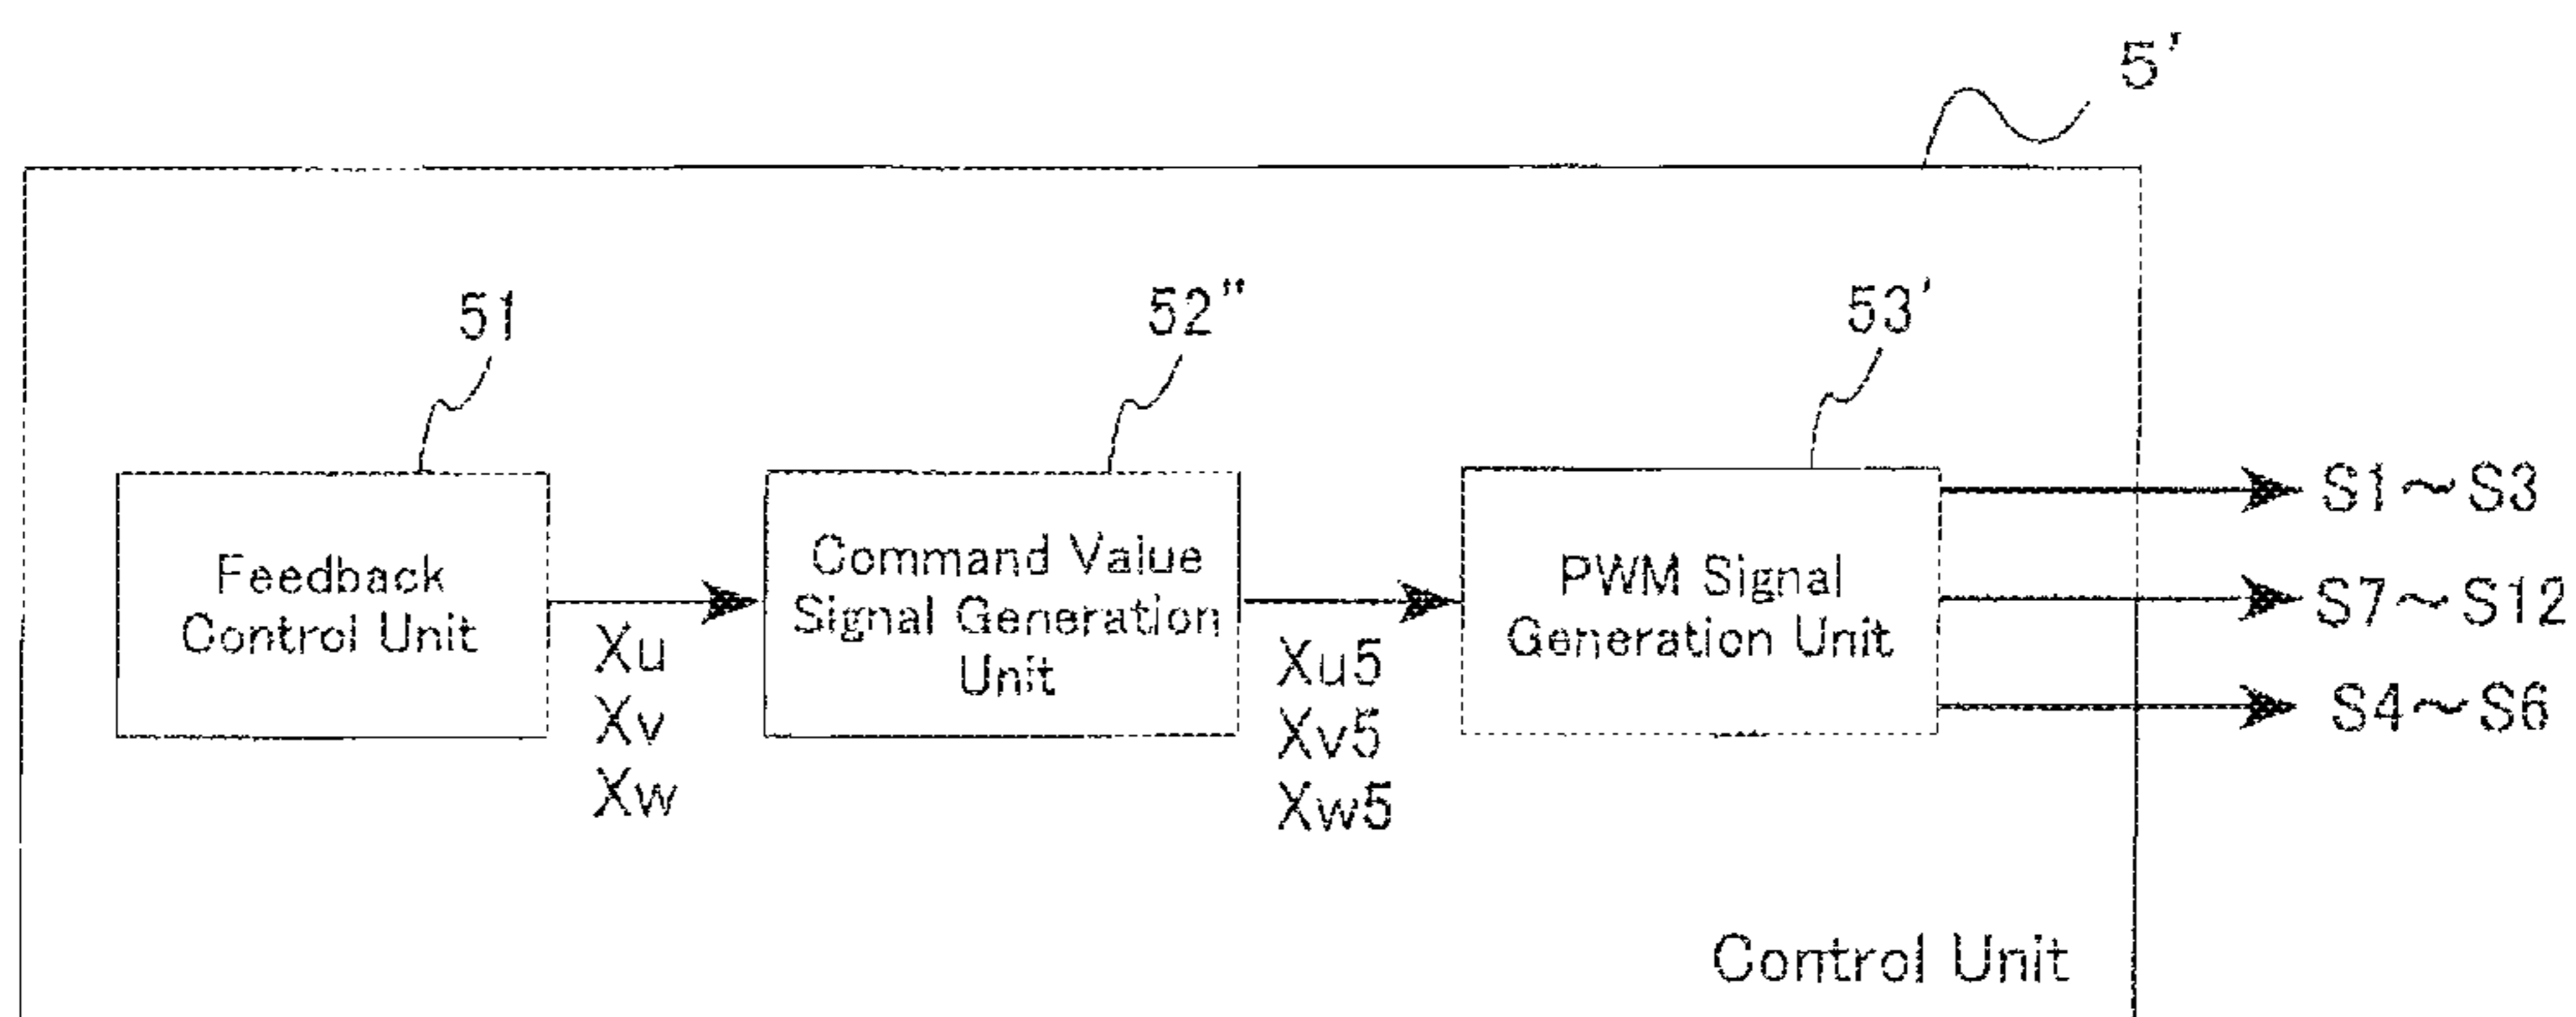 5'
51
52"
53'
Feedback
Control Unit
Xu
Xv
Xw
Command Value
Signal Generation
Unit
Xu5
Xv5
Xw5
PWM Signal
Generation Unit
S1～S3
S7～S12
S4～S6
Control Unit